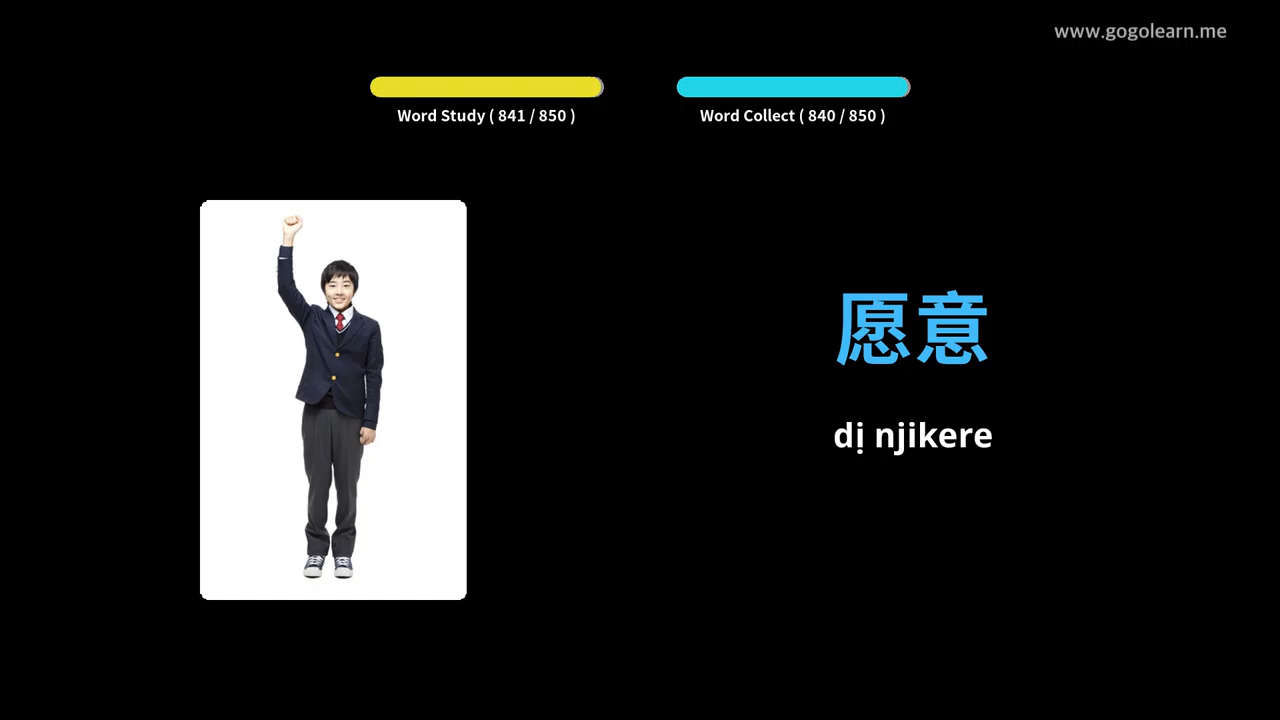 www.gogolearn.me
Word Study ( 841 / 850 )
Word Collect ( 840 / 850 )
愿意
dị njikere